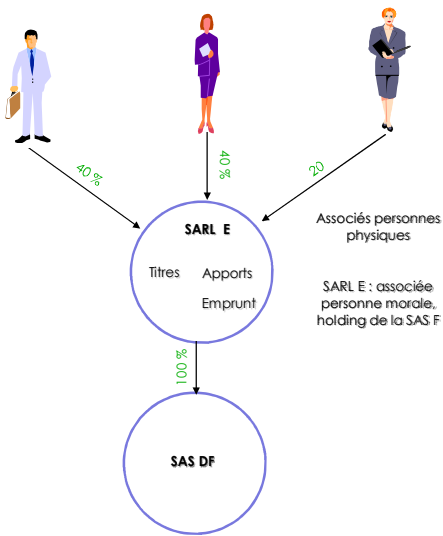 40 %
40 %
20
SARL E
Titres
Apports
Emprunt
Associés personnes
physiques
SARL E : associée
personne morale,
holding de la SAS F
100 %
SAS DF